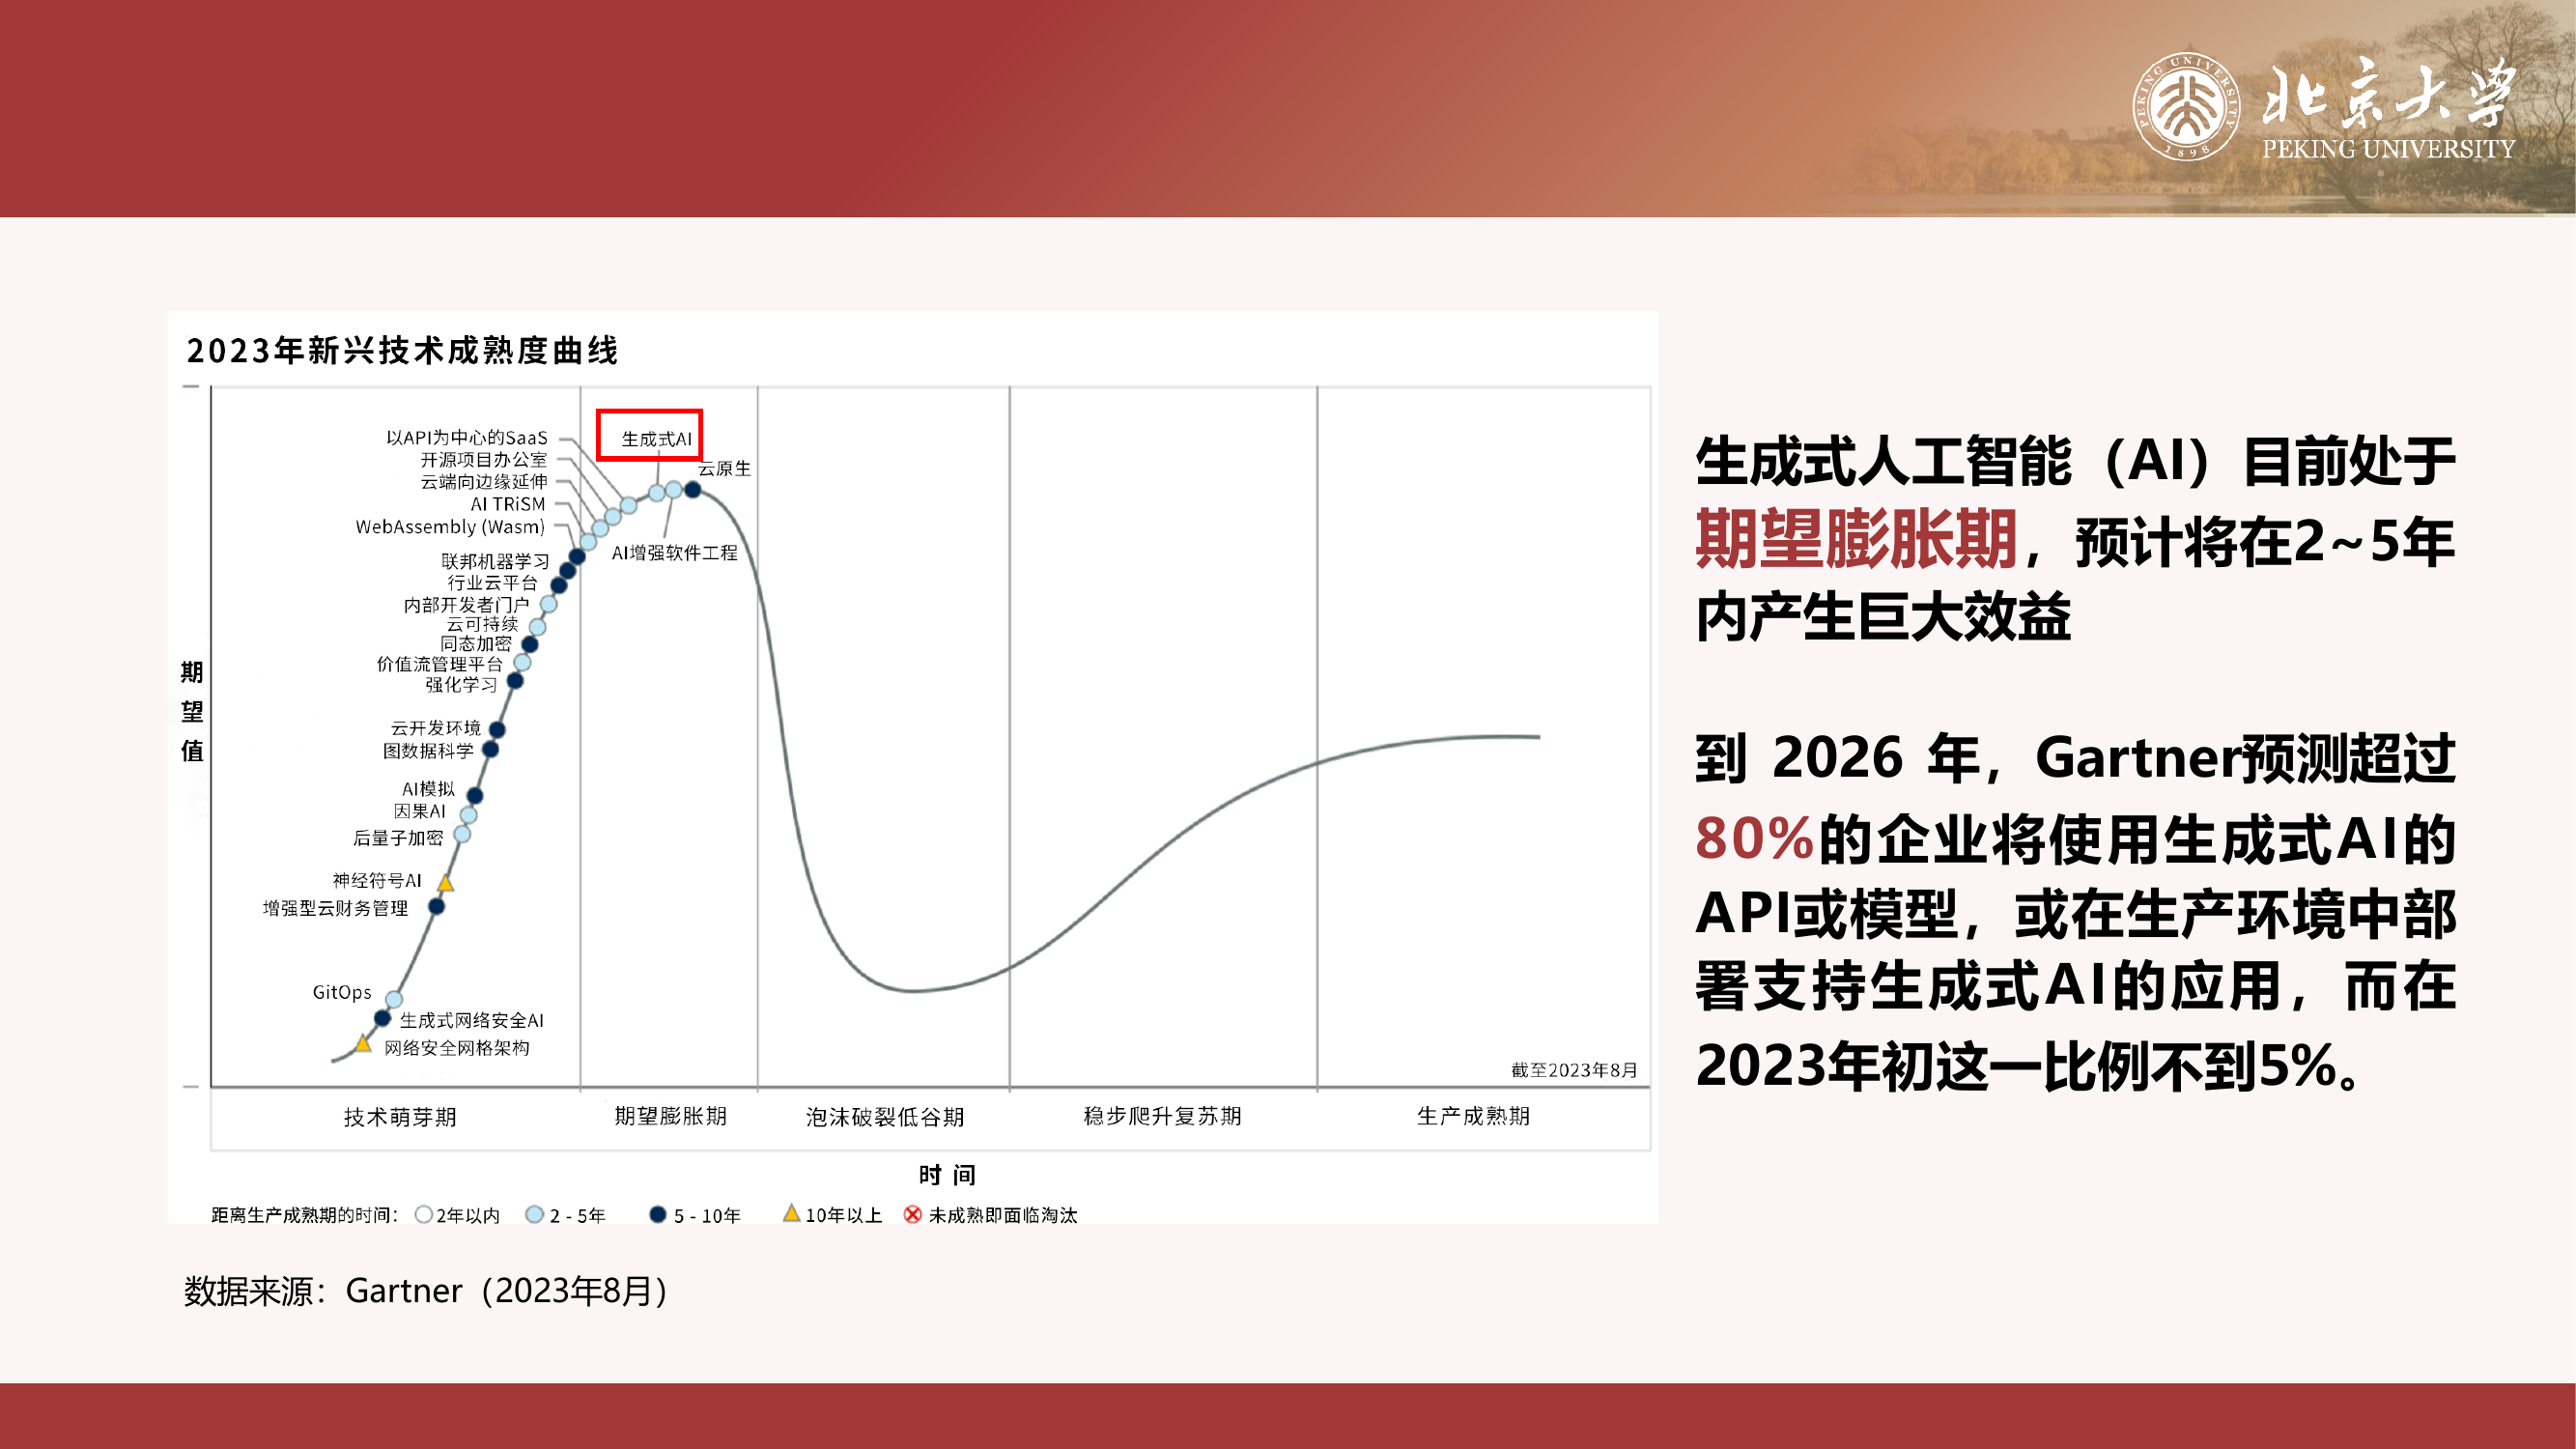 PEKING UNIVERSITY
1898
北京大学
PEKING UNIVERSITY
2023年新兴技术成熟度曲线
期望值
以API为中心的SaaS
开源项目办公室
云端向边缘延伸
AI TRiSM
WebAssembly (Wasm)
联邦机器学习
行业云平台
内部开发者门户
云可持续
同态加密
价值流管理平台
强化学习
云开发环境
图数据科学
AI模拟
因果AI
后量子加密
神经符号AI
增强型云财务管理
GitOps
生成式网络安全AI
网络安全网格架构
生成式AI
云原生
AI增强软件工程
截至2023年8月
技术萌芽期
期望膨胀期
泡沫破裂低谷期
稳步爬升复苏期
生产成熟期
时 间
距离生产成熟期的时间： 2年以内 2 - 5年 5 - 10年 10年以上 未成熟即面临淘汰
数据来源：Gartner（2023年8月）
生成式人工智能（AI）目前处于
期望膨胀期，预计将在2~5年
内产生巨大效益
到 2026 年，Gartner预测超过
80%的企业将使用生成式AI的
API或模型，或在生产环境中部
署支持生成式AI的应用，而在
2023年初这一比例不到5%。